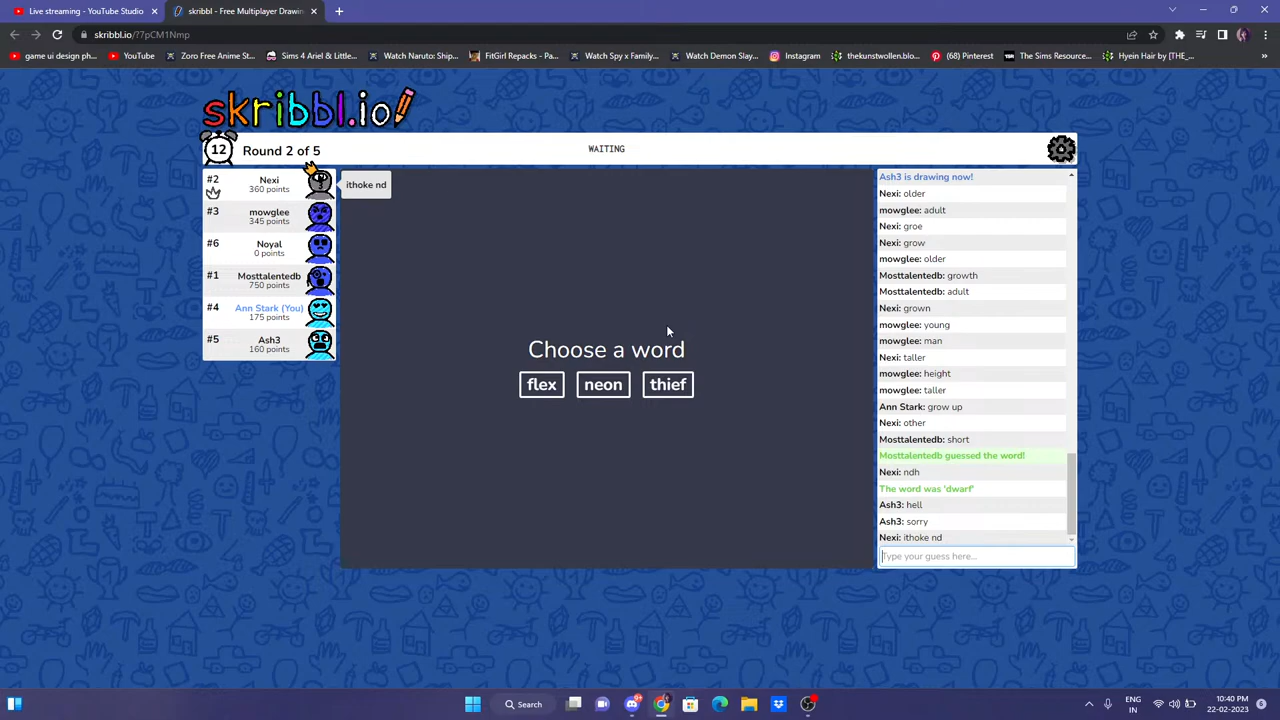 Live streaming - YouTube Studio
skribbl - Free Multiplayer Drawin
skribbl.io/?7pCM1Nmp
game ui design ph...
YouTube
Zoro Free Anime St...
Sims 4 Ariel & Little...
Watch Naruto: Ship...
FitGirl Repacks - Pa...
Watch Spy x Family...
Watch Demon Slay...
Instagram
thekunstwollen.blo...
(68) Pinterest
The Sims Resource...
Hyein Hair by [THE_...
skribbl.io
12
Round 2 of 5
WAITING
#2
Nexi
360 points
#3
mowglee
345 points
#6
Noyal
0 points
#1
Mosttalentedb
750 points
#4
Ann Stark (You)
175 points
#5
Ash3
160 points
ithoke nd
Choose a word
flex
neon
thief
Ash3 is drawing now!
Nexi: older
mowglee: adult
Nexi: groe
Nexi: grow
mowglee: older
Mosttalentedb: growth
Mosttalentedb: adult
Nexi: grown
mowglee: young
mowglee: man
Nexi: taller
mowglee: height
mowglee: taller
Ann Stark: grow up
Nexi: other
Mosttalentedb: short
Mosttalentedb guessed the word!
Nexi: ndh
The word was 'dwarf'
Ash3: hell
Ash3: sorry
Nexi: ithoke nd
Type your guess here...
Search
ENG
IN
10:40 PM
22-02-2023